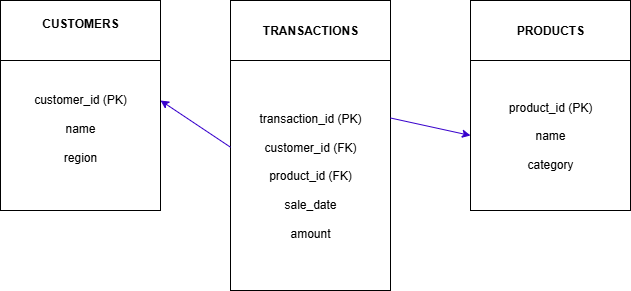 CUSTOMERS
customer_id (PK)
name
region
TRANSACTIONS
transaction_id (PK)
customer_id (FK)
product_id (FK)
sale_date
amount
PRODUCTS
product_id (PK)
name
category